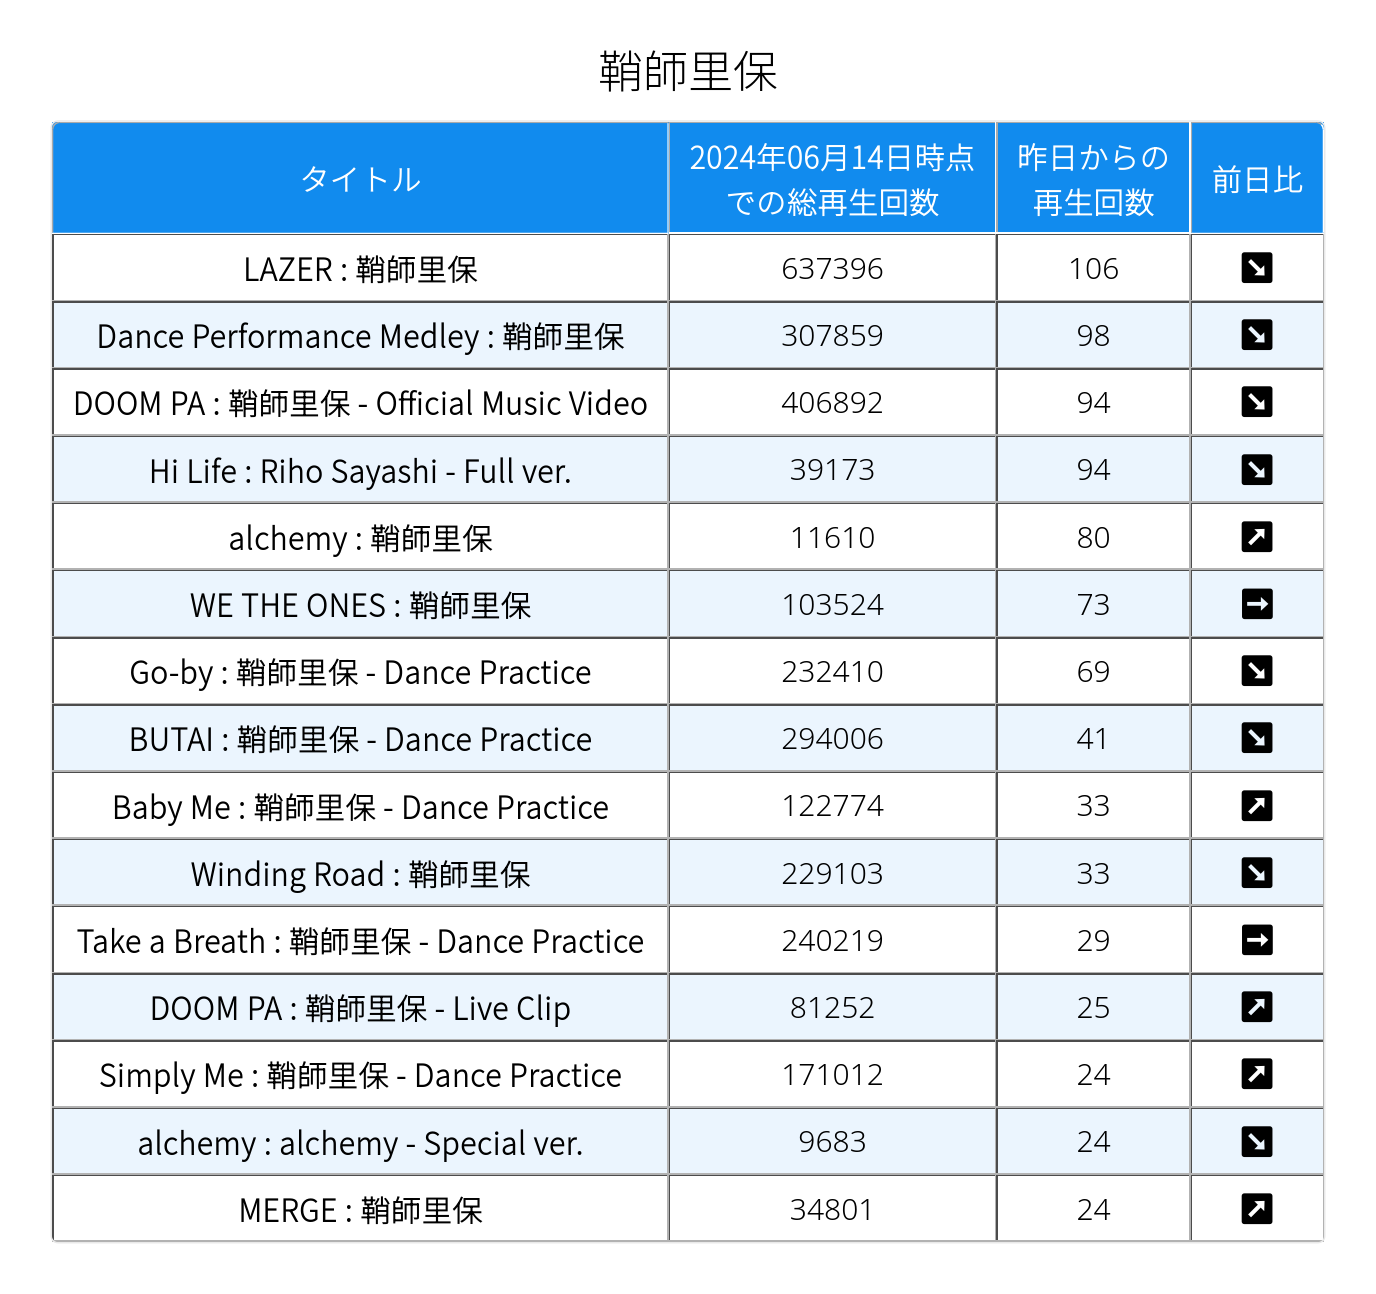 鞘師里保
タイトル
2024年06月14日時点
での総再生回数
昨日からの
再生回数
前日比
LAZER : 鞘師里保 637396 106 ↘
Dance Performance Medley : 鞘師里保 307859 98 ↘
DOOM PA : 鞘師里保 - Official Music Video 406892 94 ↘
Hi Life : Riho Sayashi - Full ver. 39173 94 ↘
alchemy : 鞘師里保 11610 80 ↗
WE THE ONES : 鞘師里保 103524 73 →
Go-by : 鞘師里保 - Dance Practice 232410 69 ↘
BUTAI : 鞘師里保 - Dance Practice 294006 41 ↘
Baby Me : 鞘師里保 - Dance Practice 122774 33 ↗
Winding Road : 鞘師里保 229103 33 ↘
Take a Breath : 鞘師里保 - Dance Practice 240219 29 →
DOOM PA : 鞘師里保 - Live Clip 81252 25 ↗
Simply Me : 鞘師里保 - Dance Practice 171012 24 ↗
alchemy : alchemy - Special ver. 9683 24 ↘
MERGE : 鞘師里保 34801 24 ↗